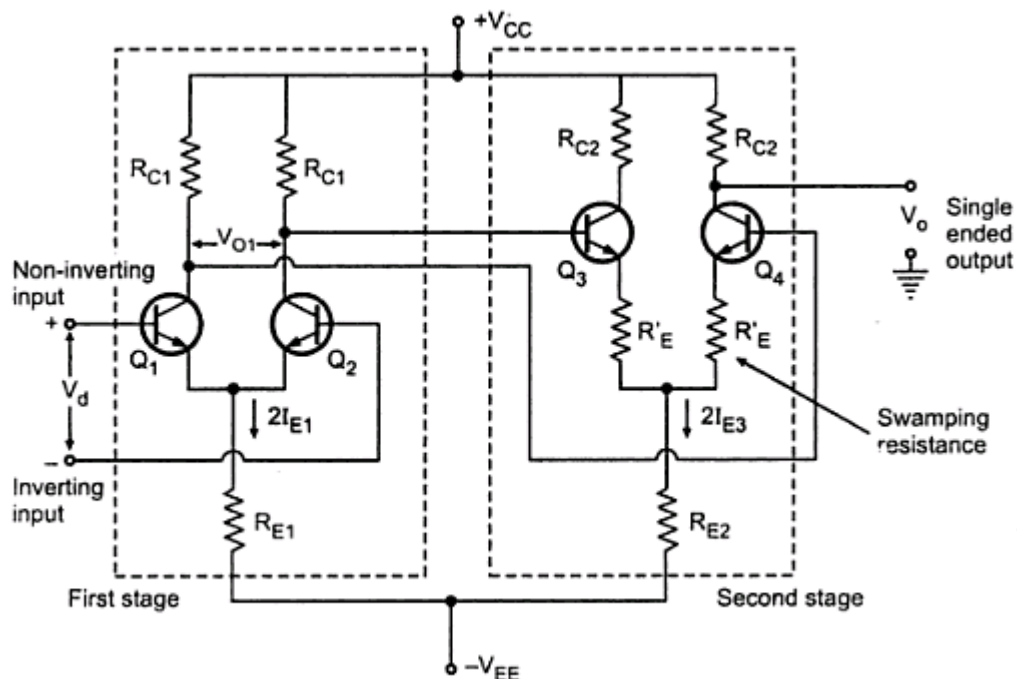 +VCC
RC1
RC1
RC2
RC2
VO1
Vo
Single
ended
output
Non-inverting
input
+
Q3
Q4
Q1
Q2
R'E
R'E
Vd
2IE1
2IE3
Swamping
resistance
–
Inverting
input
RE1
RE2
First stage
Second stage
–VEE